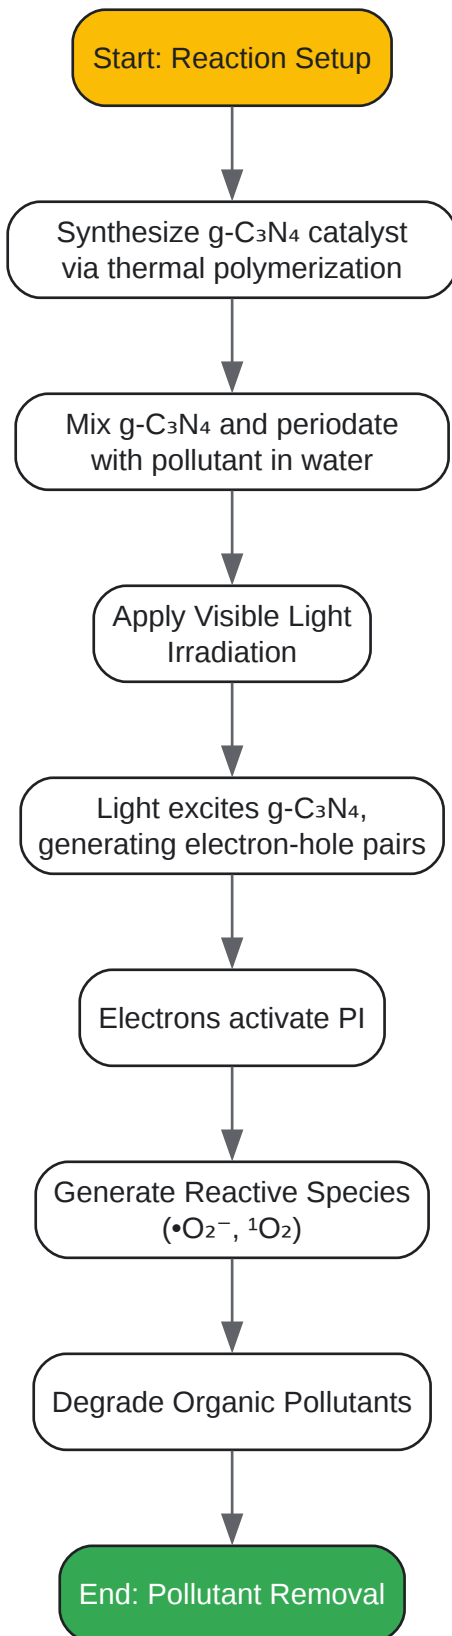 Start: Reaction Setup
Synthesize g-C₃N₄ catalyst
via thermal polymerization
Mix g-C₃N₄ and periodate
with pollutant in water
Apply Visible Light
Irradiation
Light excites g-C₃N₄,
generating electron-hole pairs
Electrons activate PI
Generate Reactive Species
(•O₂⁻, ¹O₂)
Degrade Organic Pollutants
End: Pollutant Removal